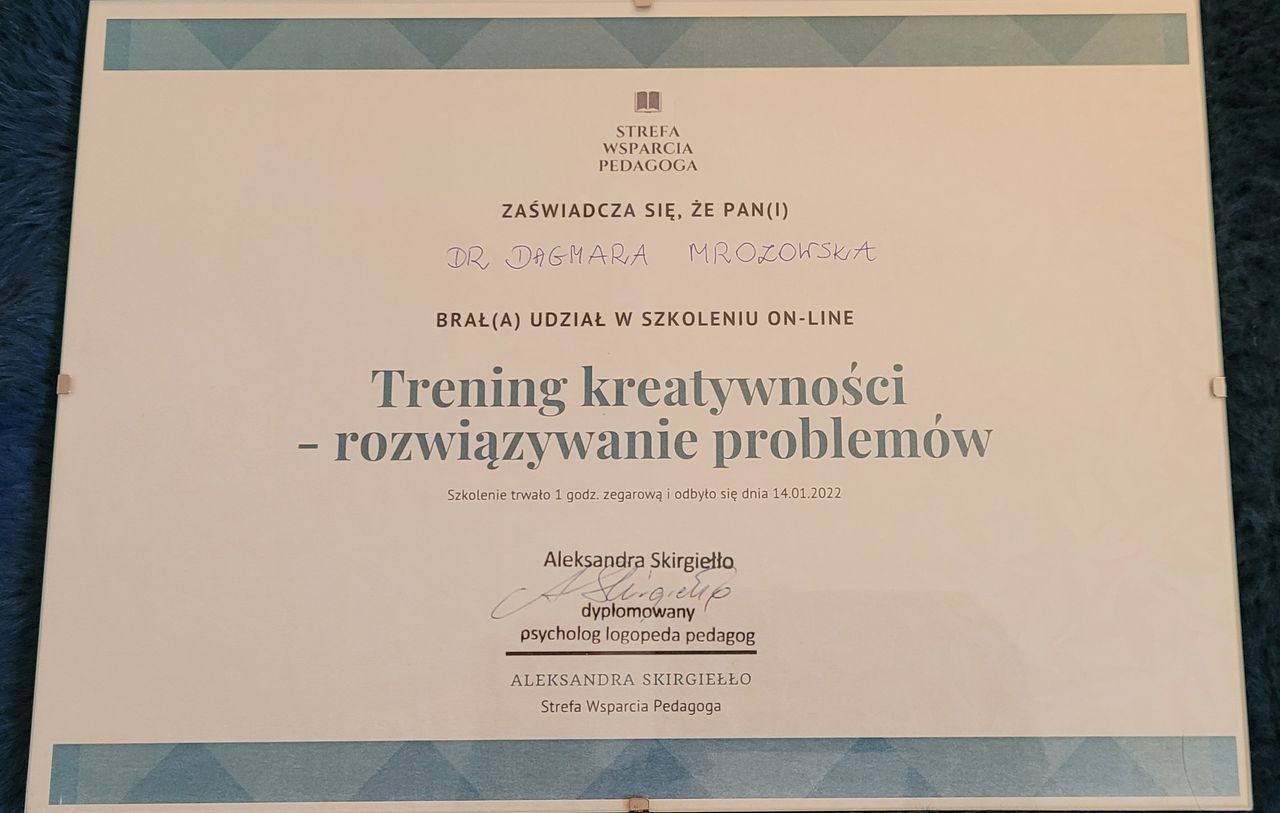 STREFA
WSPARCIA
PEDAGOGA
ZAŚWIADCZA SIĘ, ŻE PAN(I)
DR DAGMARA MROZOWSKA
BRAŁ(A) UDZIAŁ W SZKOLENIU ON-LINE
Trening kreatywności
- rozwiązywanie problemów
Szkolenie trwało 1 godz. zegarową i odbyło się dnia 14.01.2022
Aleksandra Skirgiełło
A Skirgiełło
dyplomowany
psycholog logopeda pedagog
ALEKSANDRA SKIRGIEŁŁO
Strefa Wsparcia Pedagoga